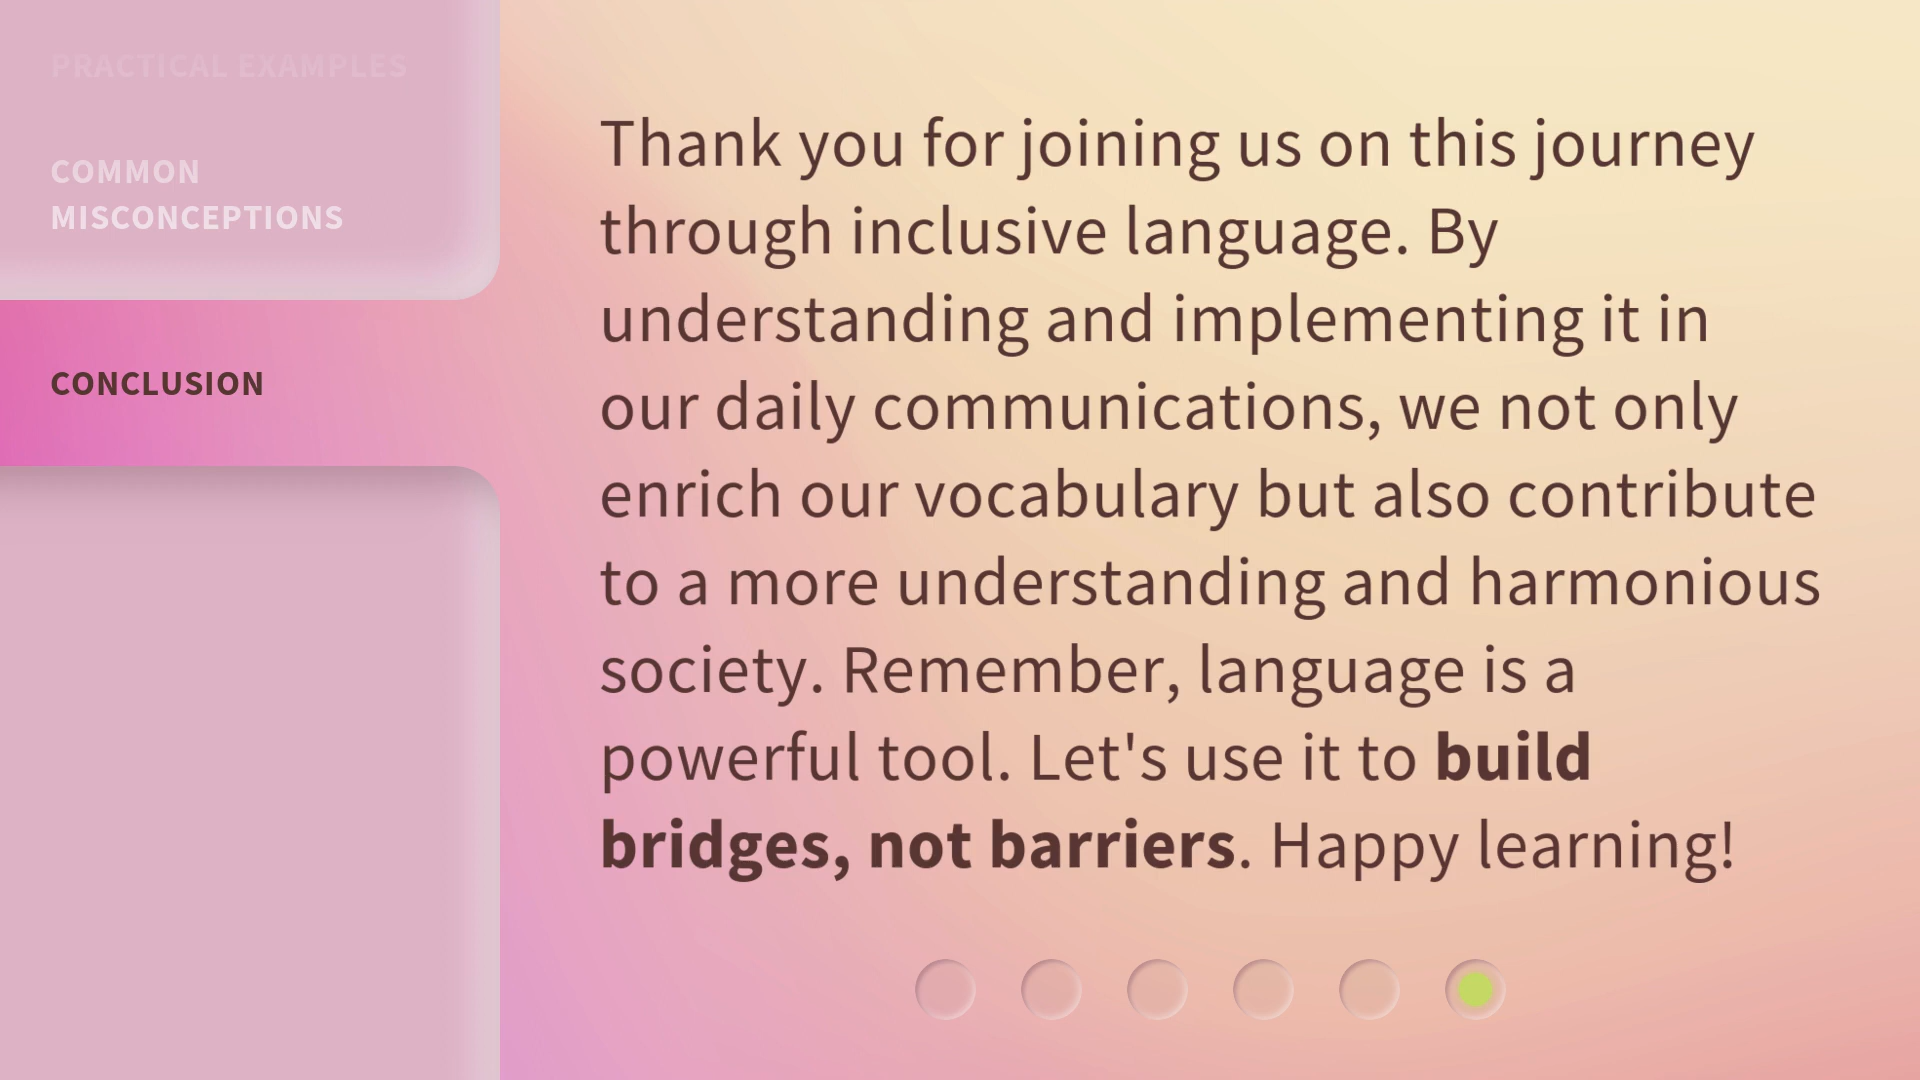 PRACTICAL EXAMPLES
COMMON
MISCONCEPTIONS
CONCLUSION
Thank you for joining us on this journey
through inclusive language. By
understanding and implementing it in
our daily communications, we not only
enrich our vocabulary but also contribute
to a more understanding and harmonious
society. Remember, language is a
powerful tool. Let's use it to build
bridges, not barriers. Happy learning!